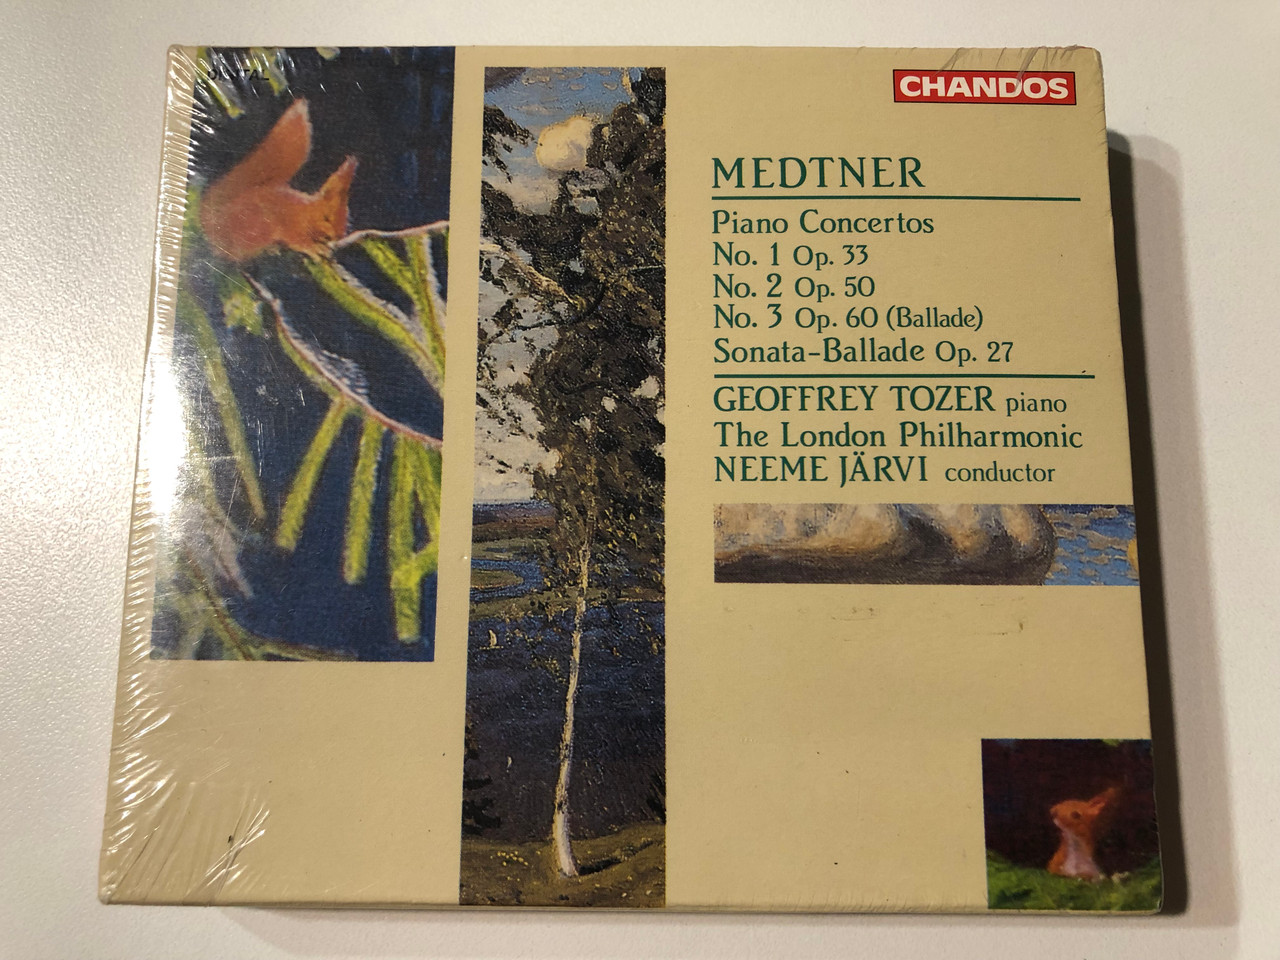 DIGITAL
CHANDOS
MEDTNER
Piano Concertos
No. 1 Op. 33
No. 2 Op. 50
No. 3 Op. 60 (Ballade)
Sonata-Ballade Op. 27
GEOFFREY TOZER piano
The London Philharmonic
NEEME JÄRVI conductor